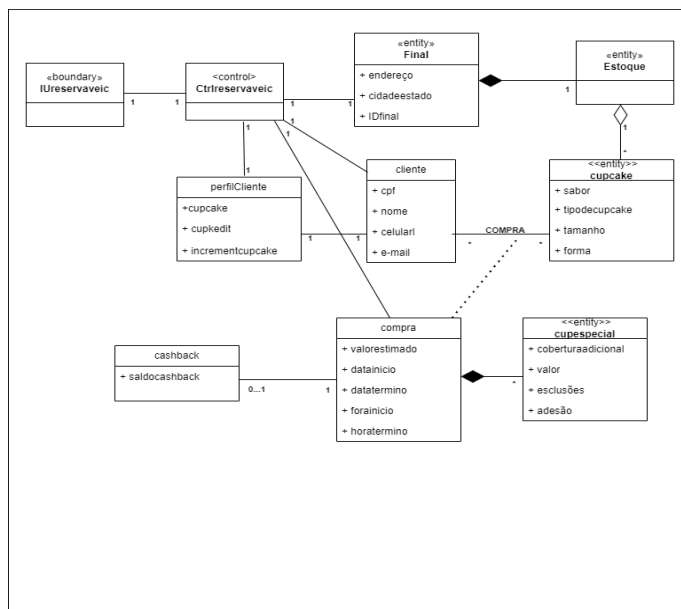 «boundary»
IUreservaveic
1
1
<control>
Ctrlreservaveic
1
1
1
1
1
«entity»
Final
+ endereço
+ cidadeestado
+ IDfinal
1
«entity»
Estoque
1
-
perfilCliente
+cupcake
+ cupkedit
+ incrementcupcake
1
1
cliente
+ cpf
+ nome
+ celularl
+ e-mail
-
COMPRA
-
<<entity>>
cupcake
+ sabor
+ tipodecupcake
+ tamanho
+ forma
cashback
+ saldocashback
0...1
1
compra
+ valorestimado
+ datainicio
+ datatermino
+ forainicio
+ horatermino
-
<<entity>>
cupespecial
+ coberturaadicional
+ valor
+ esclusões
+ adesão